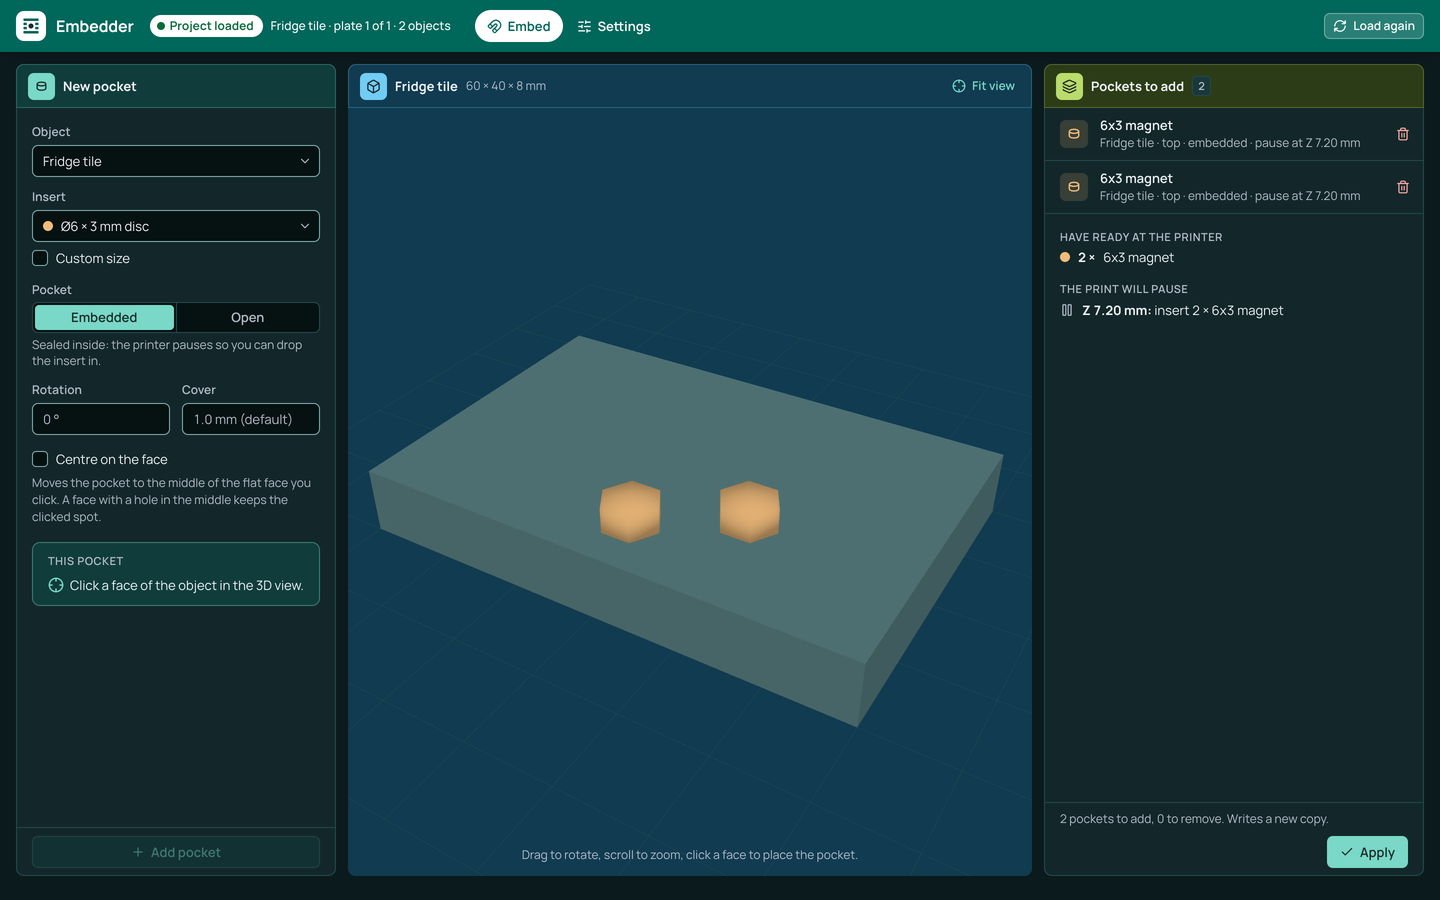 Embedder
Project loaded
Fridge tile · plate 1 of 1 · 2 objects
Embed
Settings
Load again
New pocket
Object
Fridge tile
Insert
Ø6 × 3 mm disc
Custom size
Pocket
Embedded
Open
Sealed inside: the printer pauses so you can drop
the insert in.
Rotation
Cover
0 °
1.0 mm (default)
Centre on the face
Moves the pocket to the middle of the flat face you
click. A face with a hole in the middle keeps the
clicked spot.
THIS POCKET
Click a face of the object in the 3D view.
+ Add pocket
Fridge tile 60 × 40 × 8 mm
Fit view
Drag to rotate, scroll to zoom, click a face to place the pocket.
Pockets to add 2
6x3 magnet
Fridge tile · top · embedded · pause at Z 7.20 mm
6x3 magnet
Fridge tile · top · embedded · pause at Z 7.20 mm
HAVE READY AT THE PRINTER
2 × 6x3 magnet
THE PRINT WILL PAUSE
Z 7.20 mm: insert 2 × 6x3 magnet
2 pockets to add, 0 to remove. Writes a new copy.
Apply